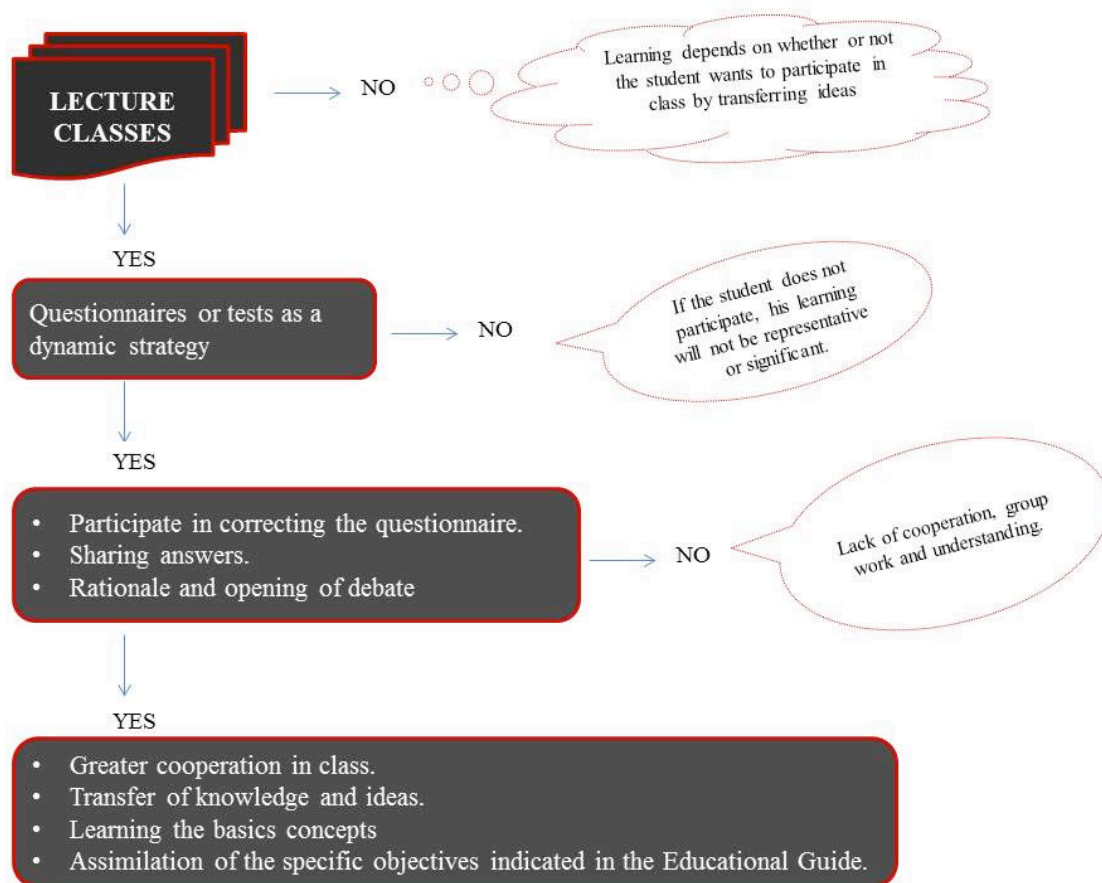 LECTURE
CLASSES
NO
Learning depends on whether or not
the student wants to participate in
class by transferring ideas
YES
Questionnaires or tests as a
dynamic strategy
NO
If the student does not
participate, his learning
will not be representative
or significant.
YES
• Participate in correcting the questionnaire.
• Sharing answers.
• Rationale and opening of debate
NO
Lack of cooperation, group
work and understanding.
YES
• Greater cooperation in class.
• Transfer of knowledge and ideas.
• Learning the basics concepts
• Assimilation of the specific objectives indicated in the Educational Guide.